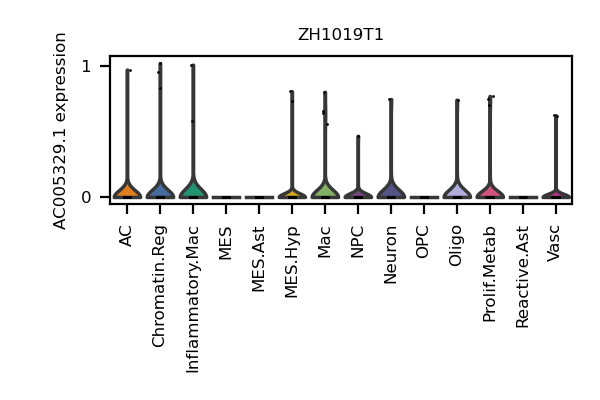 ZH1019T1
AC005329.1 expression
1
0
AC
Chromatin.Reg
Inflammatory.Mac
MES
MES.Ast
MES.Hyp
Mac
NPC
Neuron
OPC
Oligo
Prolif.Metab
Reactive.Ast
Vasc